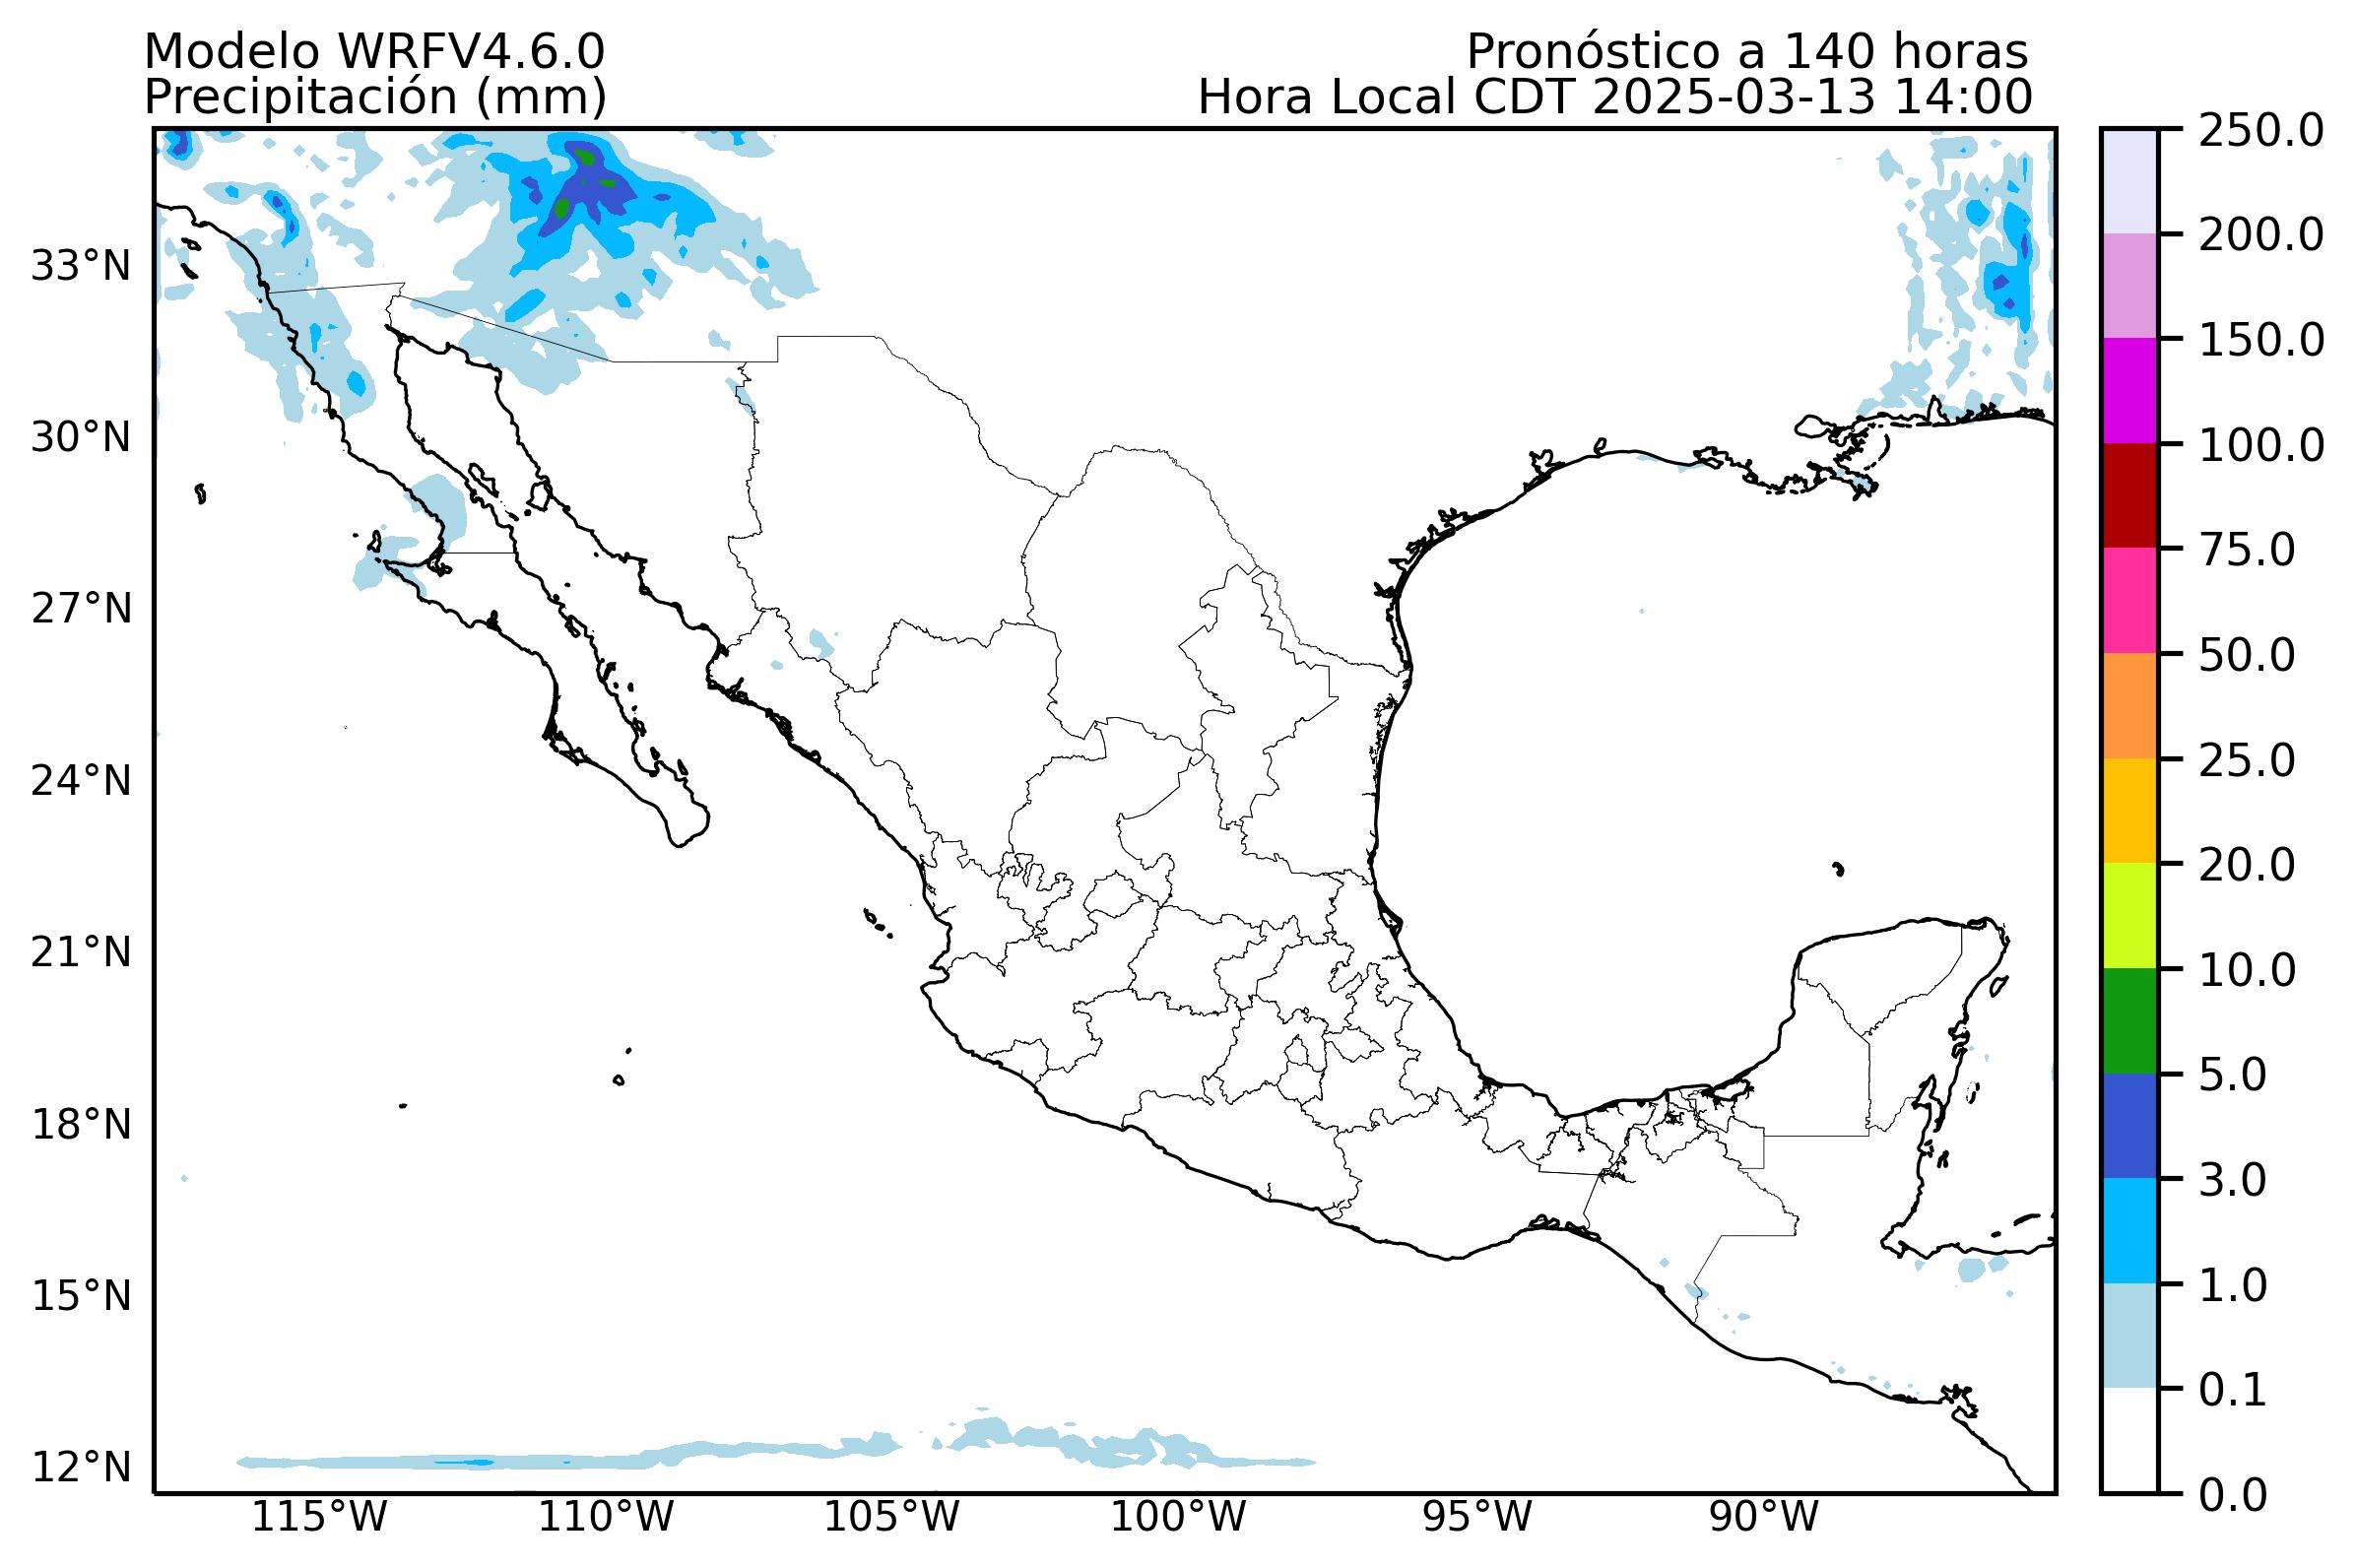 Modelo WRFV4.6.0
Precipitación (mm)
Pronóstico a 140 horas
Hora Local CDT 2025-03-13 14:00
33°N
30°N
27°N
24°N
21°N
18°N
15°N
12°N
115°W
110°W
105°W
100°W
95°W
90°W
250.0
200.0
150.0
100.0
75.0
50.0
25.0
20.0
10.0
5.0
3.0
1.0
0.1
0.0